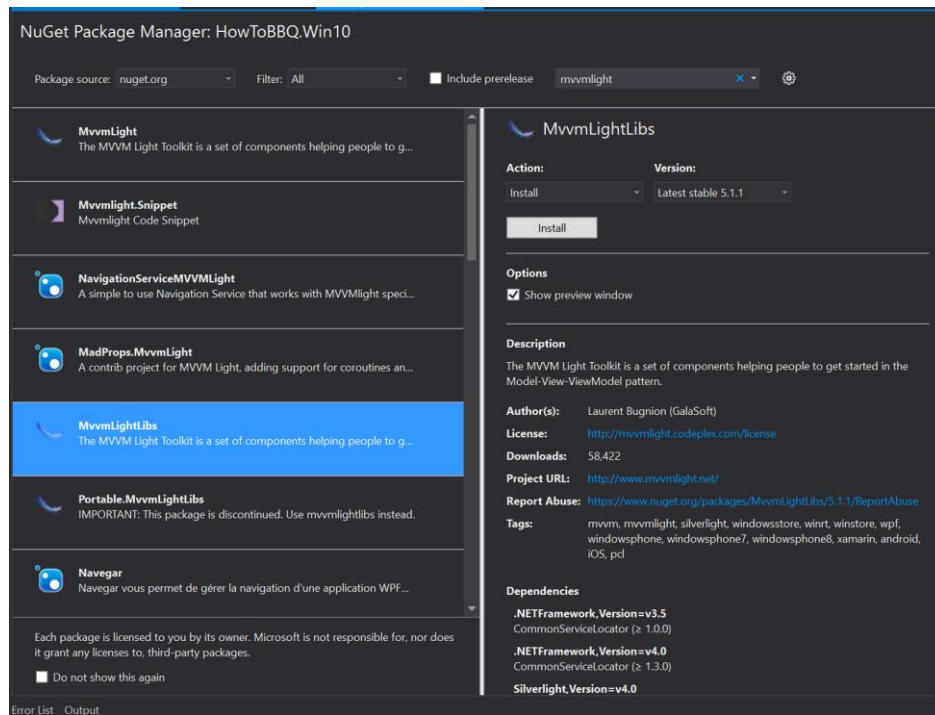 NuGet Package Manager: HowToBBQ.Win10
Package source: nuget.org Filter: All Include prerelease mvvmlight
MvvmLight
The MVVM Light Toolkit is a set of components helping people to g...
Mvvmlight.Snippet
Mvvmlight Code Snippet
NavigationServiceMVVMLight
A simple to use Navigation Service that works with MVVMlight speci...
MadProps.MvvmLight
A contrib project for MVVM Light, adding support for coroutines an...
MvvmLightLibs
The MVVM Light Toolkit is a set of components helping people to g...
Portable.MvvmLightLibs
IMPORTANT: This package is discontinued. Use mvvmlightlibs instead.
Navegar
Navegar vous permet de gérer la navigation d'une application WPF...
Each package is licensed to you by its owner. Microsoft is not responsible for, nor does
it grant any licenses to, third-party packages.
Do not show this again
MvvmLightLibs
Action: Version:
Install Latest stable 5.1.1
Install
Options
Show preview window
Description
The MVVM Light Toolkit is a set of components helping people to get started in the
Model-View-ViewModel pattern.
Author(s): Laurent Bugnion (GalaSoft)
License: http://mvvmlight.codeplex.com/license
Downloads: 58,422
Project URL: http://www.mvvmlight.net/
Report Abuse: https://www.nuget.org/packages/MvvmLightLibs/5.1.1/ReportAbuse
Tags: mvvm, mvvmlight, silverlight, windowsstore, winrt, winstore, wpf,
windowsphone, windowsphone7, windowsphone8, xamarin, android,
iOS, pcl
Dependencies
.NETFramework,Version=v3.5
CommonServiceLocator (≥ 1.0.0)
.NETFramework,Version=v4.0
CommonServiceLocator (≥ 1.3.0)
Silverlight,Version=v4.0
Error List Output